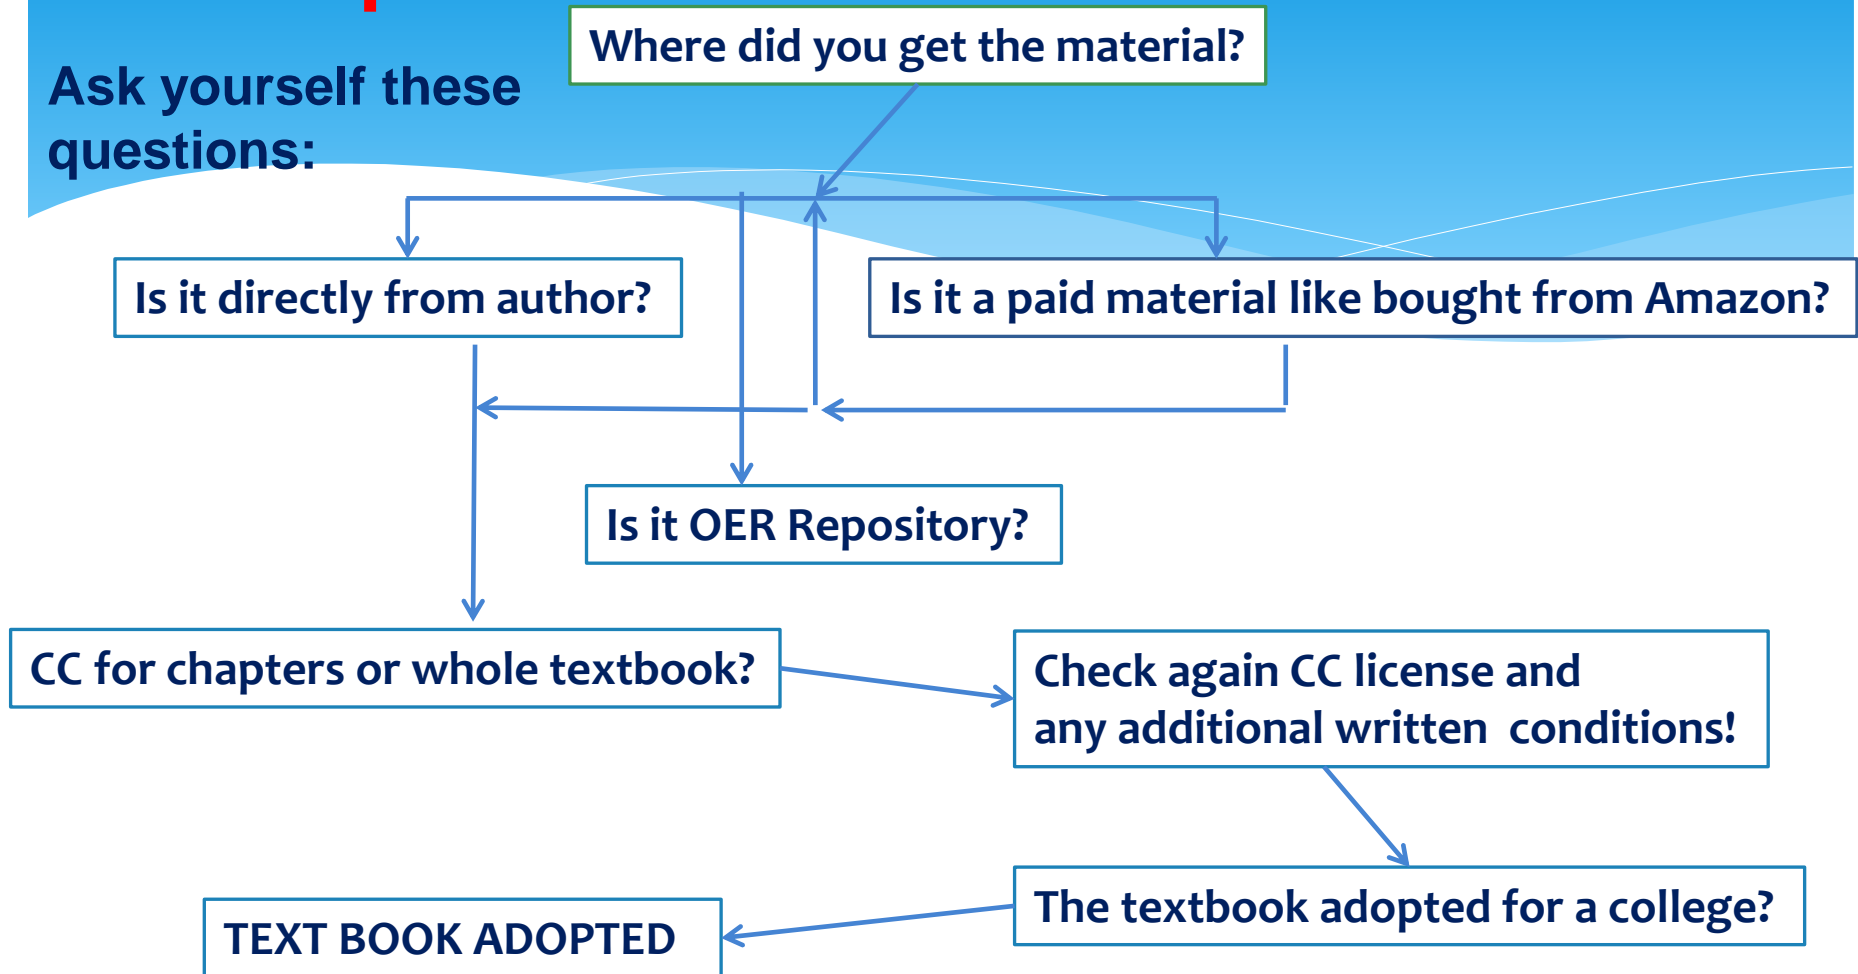 Where did you get the material?
Ask yourself these
questions:
Is it directly from author?
Is it a paid material like bought from Amazon?
Is it OER Repository?
CC for chapters or whole textbook?
Check again CC license and
any additional written conditions!
The textbook adopted for a college?
TEXT BOOK ADOPTED